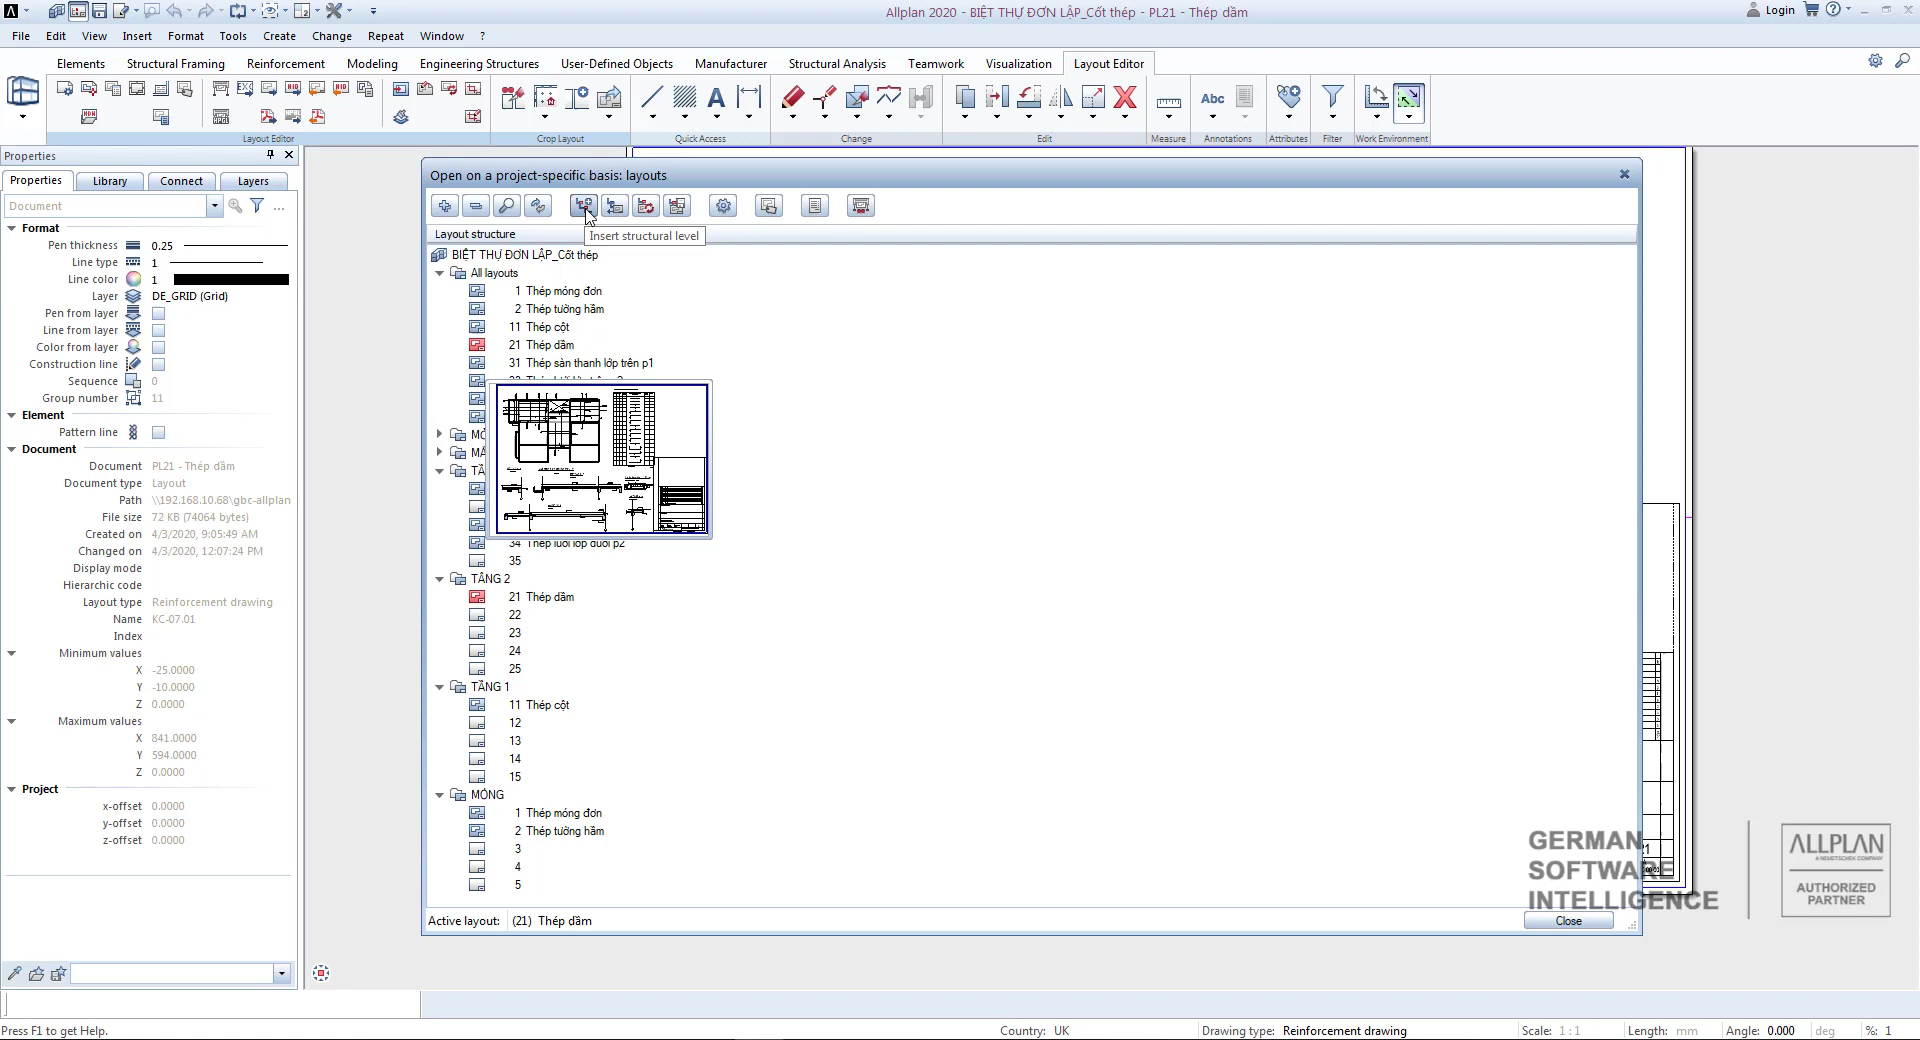 Allplan 2020 - BIỆT THỰ ĐƠN LẬP_Cốt thép - PL21 - Thép dầm
Login
File Edit View Insert Format Tools Create Change Repeat Window ?
Elements Structural Framing Reinforcement Modeling Engineering Structures User-Defined Objects Manufacturer Structural Analysis Teamwork Visualization Layout Editor
Layout Editor Crop Layout Quick Access Change Edit Measure Annotations Attributes Filter Work Environment
Abc
Properties
Properties Library Connect Layers
Document
Format
Pen thickness 0.25
Line type 1
Line color 1
Layer DE_GRID (Grid)
Pen from layer
Line from layer
Color from layer
Construction line
Sequence 0
Group number 11
Element
Pattern line
Document
Document PL21 - Thép dầm
Document type Layout
Path \\192.168.10.68\gbc-allplan
File size 72 KB (74064 bytes)
Created on 4/3/2020, 9:05:49 AM
Changed on 4/3/2020, 12:07:24 PM
Display mode
Hierarchic code
Layout type Reinforcement drawing
Name KC-07.01
Index
Minimum values
X -25.0000
Y -10.0000
Z 0.0000
Maximum values
X 841.0000
Y 594.0000
Z 0.0000
Project
x-offset 0.0000
y-offset 0.0000
z-offset 0.0000
Open on a project-specific basis: layouts
Insert structural level
Layout structure
BIỆT THỰ ĐƠN LẬP_Cốt thép
All layouts
1 Thép móng đơn
2 Thép tường hầm
11 Thép cột
21 Thép dầm
31 Thép sàn thanh lớp trên p1
34 Thép lưới lớp dưới p2
35
TẦNG 2
21 Thép dầm
22
23
24
25
TẦNG 1
11 Thép cột
12
13
14
15
MÓNG
1 Thép móng đơn
2 Thép tường hầm
3
4
5
Active layout: (21) Thép dầm
Close
GERMAN
SOFTWARE
INTELLIGENCE
ALLPLAN
A NEMETSCHEK COMPANY
AUTHORIZED
PARTNER
Press F1 to get Help.
Country: UK Drawing type: Reinforcement drawing Scale: 1 : 1 Length: mm Angle: 0.000 deg %: 1